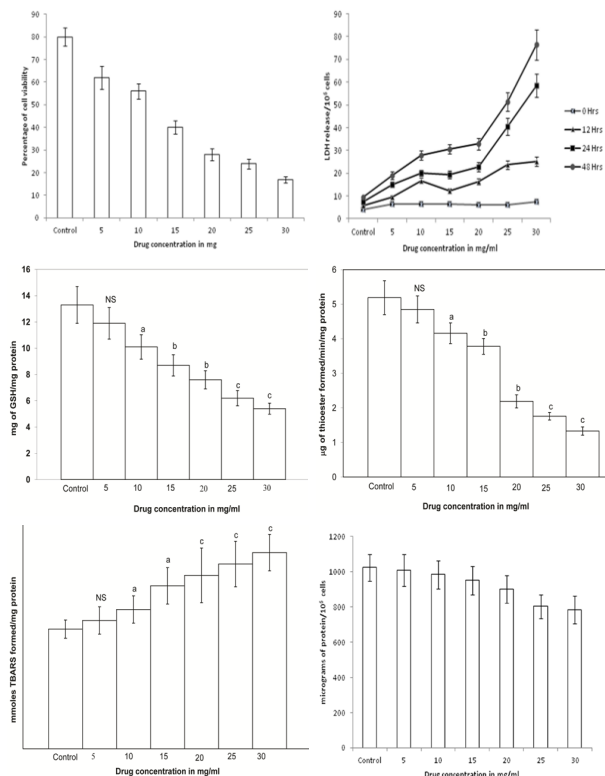 Percentage of cell viability
90
80
70
60
50
40
30
20
10
0
Control 5 10 15 20 25 30
Drug concentration in mg
LDH release/10⁵ cells
90
80
70
60
50
40
30
20
10
0
Control 5 10 15 20 25 30
Drug concentration in mg/ml
0 Hrs
12 Hrs
24 Hrs
48 Hrs
mg of GSH/mg protein
16
14
12
10
8
6
4
2
0
NS
a
b
b
c
c
Control 5 10 15 20 25 30
Drug concentration in mg/ml
µg of thioester formed/min/mg protein
6
5
4
3
2
1
0
NS
a
b
b
c
c
Control 5 10 15 20 25 30
Drug concentration in mg/ml
mmoles TBARS formed/mg protein
NS
a
a
c
c
c
Control 5 10 15 20 25 30
Drug concentration in mg/ml
micrograms of protein/10⁵ cells
1200
1000
800
600
400
200
0
Control 5 10 15 20 25 30
Drug concentration in mg/ml